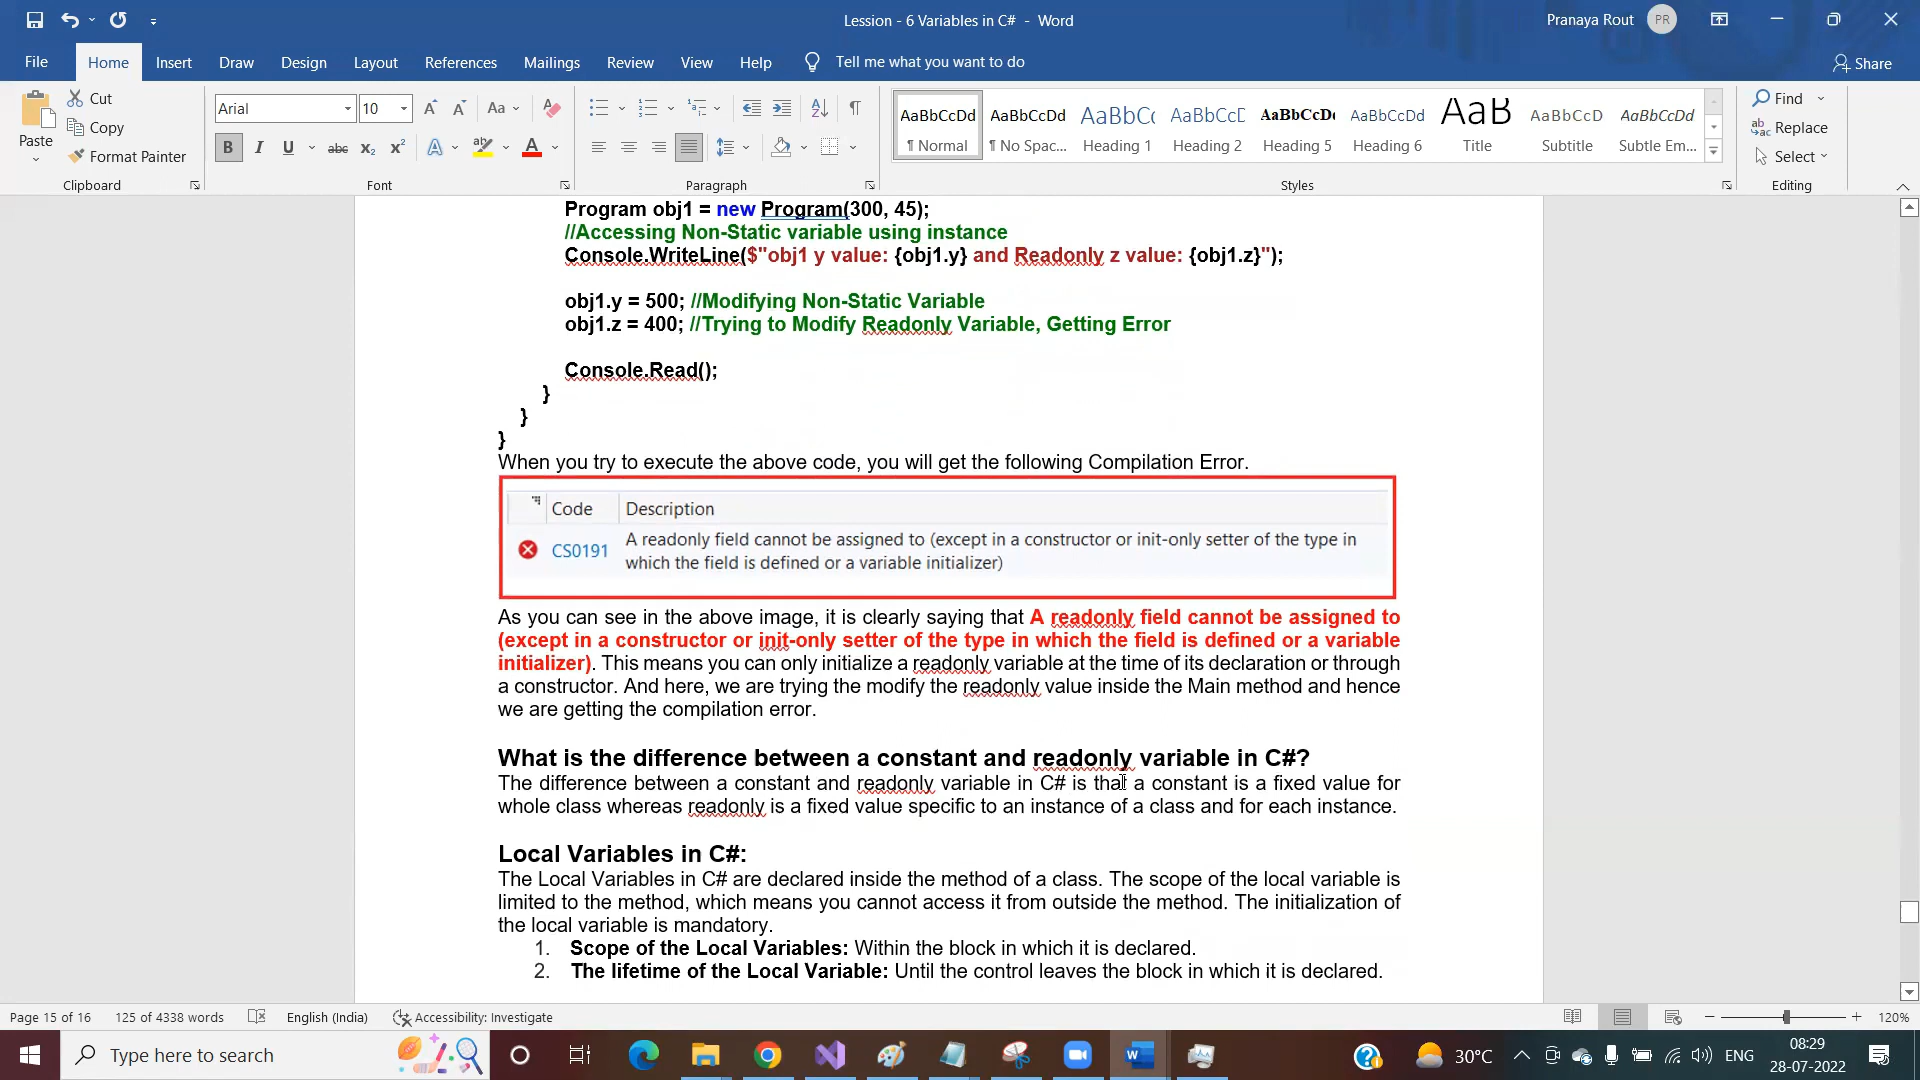 Lession - 6 Variables in C# - Word
Pranaya Rout
PR
File Home Insert Draw Design Layout References Mailings Review View Help Tell me what you want to do
Share
Paste
Cut
Copy
Format Painter
Clipboard
Arial 10
Font
Paragraph
AaBbCcDd AaBbCcDd AaBbCc AaBbCcD AaBbCcDd AaBbCcDd AaB AaBbCcD AaBbCcDd
¶ Normal ¶ No Spac... Heading 1 Heading 2 Heading 5 Heading 6 Title Subtitle Subtle Em...
Styles
Find
Replace
Select
Editing
Program obj1 = new Program(300, 45);
//Accessing Non-Static variable using instance
Console.WriteLine($"obj1 y value: {obj1.y} and Readonly z value: {obj1.z}");
obj1.y = 500; //Modifying Non-Static Variable
obj1.z = 400; //Trying to Modify Readonly Variable, Getting Error
Console.Read();
}
}
}
When you try to execute the above code, you will get the following Compilation Error.
Code Description
CS0191 A readonly field cannot be assigned to (except in a constructor or init-only setter of the type in
which the field is defined or a variable initializer)
As you can see in the above image, it is clearly saying that A readonly field cannot be assigned to
(except in a constructor or init-only setter of the type in which the field is defined or a variable
initializer). This means you can only initialize a readonly variable at the time of its declaration or through
a constructor. And here, we are trying the modify the readonly value inside the Main method and hence
we are getting the compilation error.
What is the difference between a constant and readonly variable in C#?
The difference between a constant and readonly variable in C# is that a constant is a fixed value for
whole class whereas readonly is a fixed value specific to an instance of a class and for each instance.
Local Variables in C#:
The Local Variables in C# are declared inside the method of a class. The scope of the local variable is
limited to the method, which means you cannot access it from outside the method. The initialization of
the local variable is mandatory.
1. Scope of the Local Variables: Within the block in which it is declared.
2. The lifetime of the Local Variable: Until the control leaves the block in which it is declared.
Page 15 of 16 125 of 4338 words English (India) Accessibility: Investigate
120%
Type here to search
30°C
ENG
08:29
28-07-2022